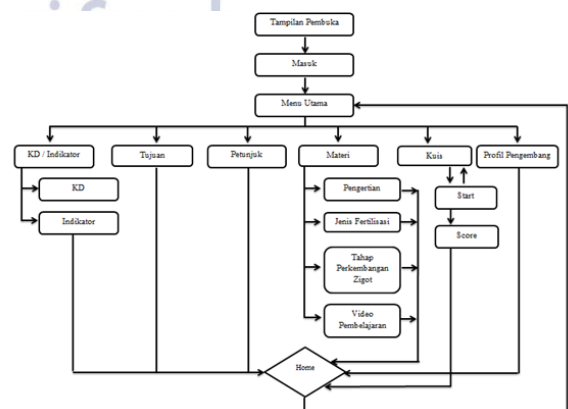 Tampilan Pembuka
Masuk
Menu Utama
KD / Indikator
Tujuan
Petunjuk
Materi
Kuis
Profil Pengembang
KD
Indikator
Pengertian
Jenis Fertilisasi
Tahap
Perkembangan
Zigot
Video
Pembelajaran
Start
Score
Home